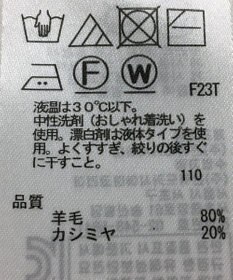 F W
F23T
液温は30℃以下。
中性洗剤(おしゃれ着洗い)を
使用。漂白剤は液体タイプを使
用。よくすすぎ、絞りの後すぐ
に干すこと。
110
品質
羊毛 80%
カシミヤ 20%